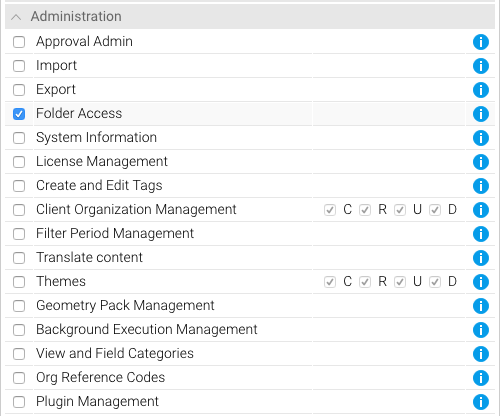 Administration
Approval Admin
Import
Export
Folder Access
System Information
License Management
Create and Edit Tags
Client Organization Management C R U D
Filter Period Management
Translate content
Themes C R U D
Geometry Pack Management
Background Execution Management
View and Field Categories
Org Reference Codes
Plugin Management